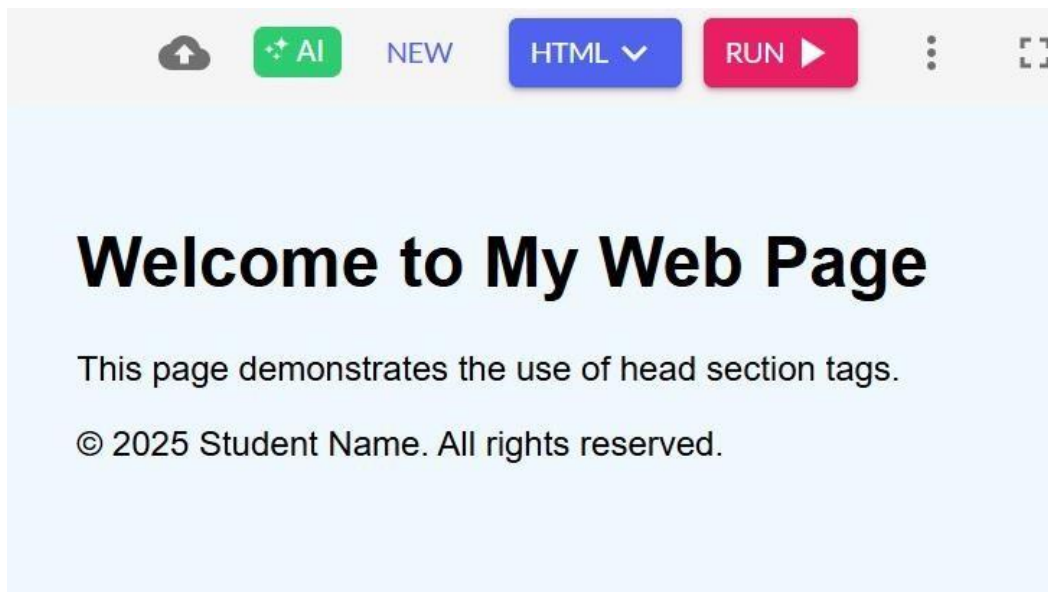 AI NEW HTML RUN
Welcome to My Web Page
This page demonstrates the use of head section tags.
© 2025 Student Name. All rights reserved.